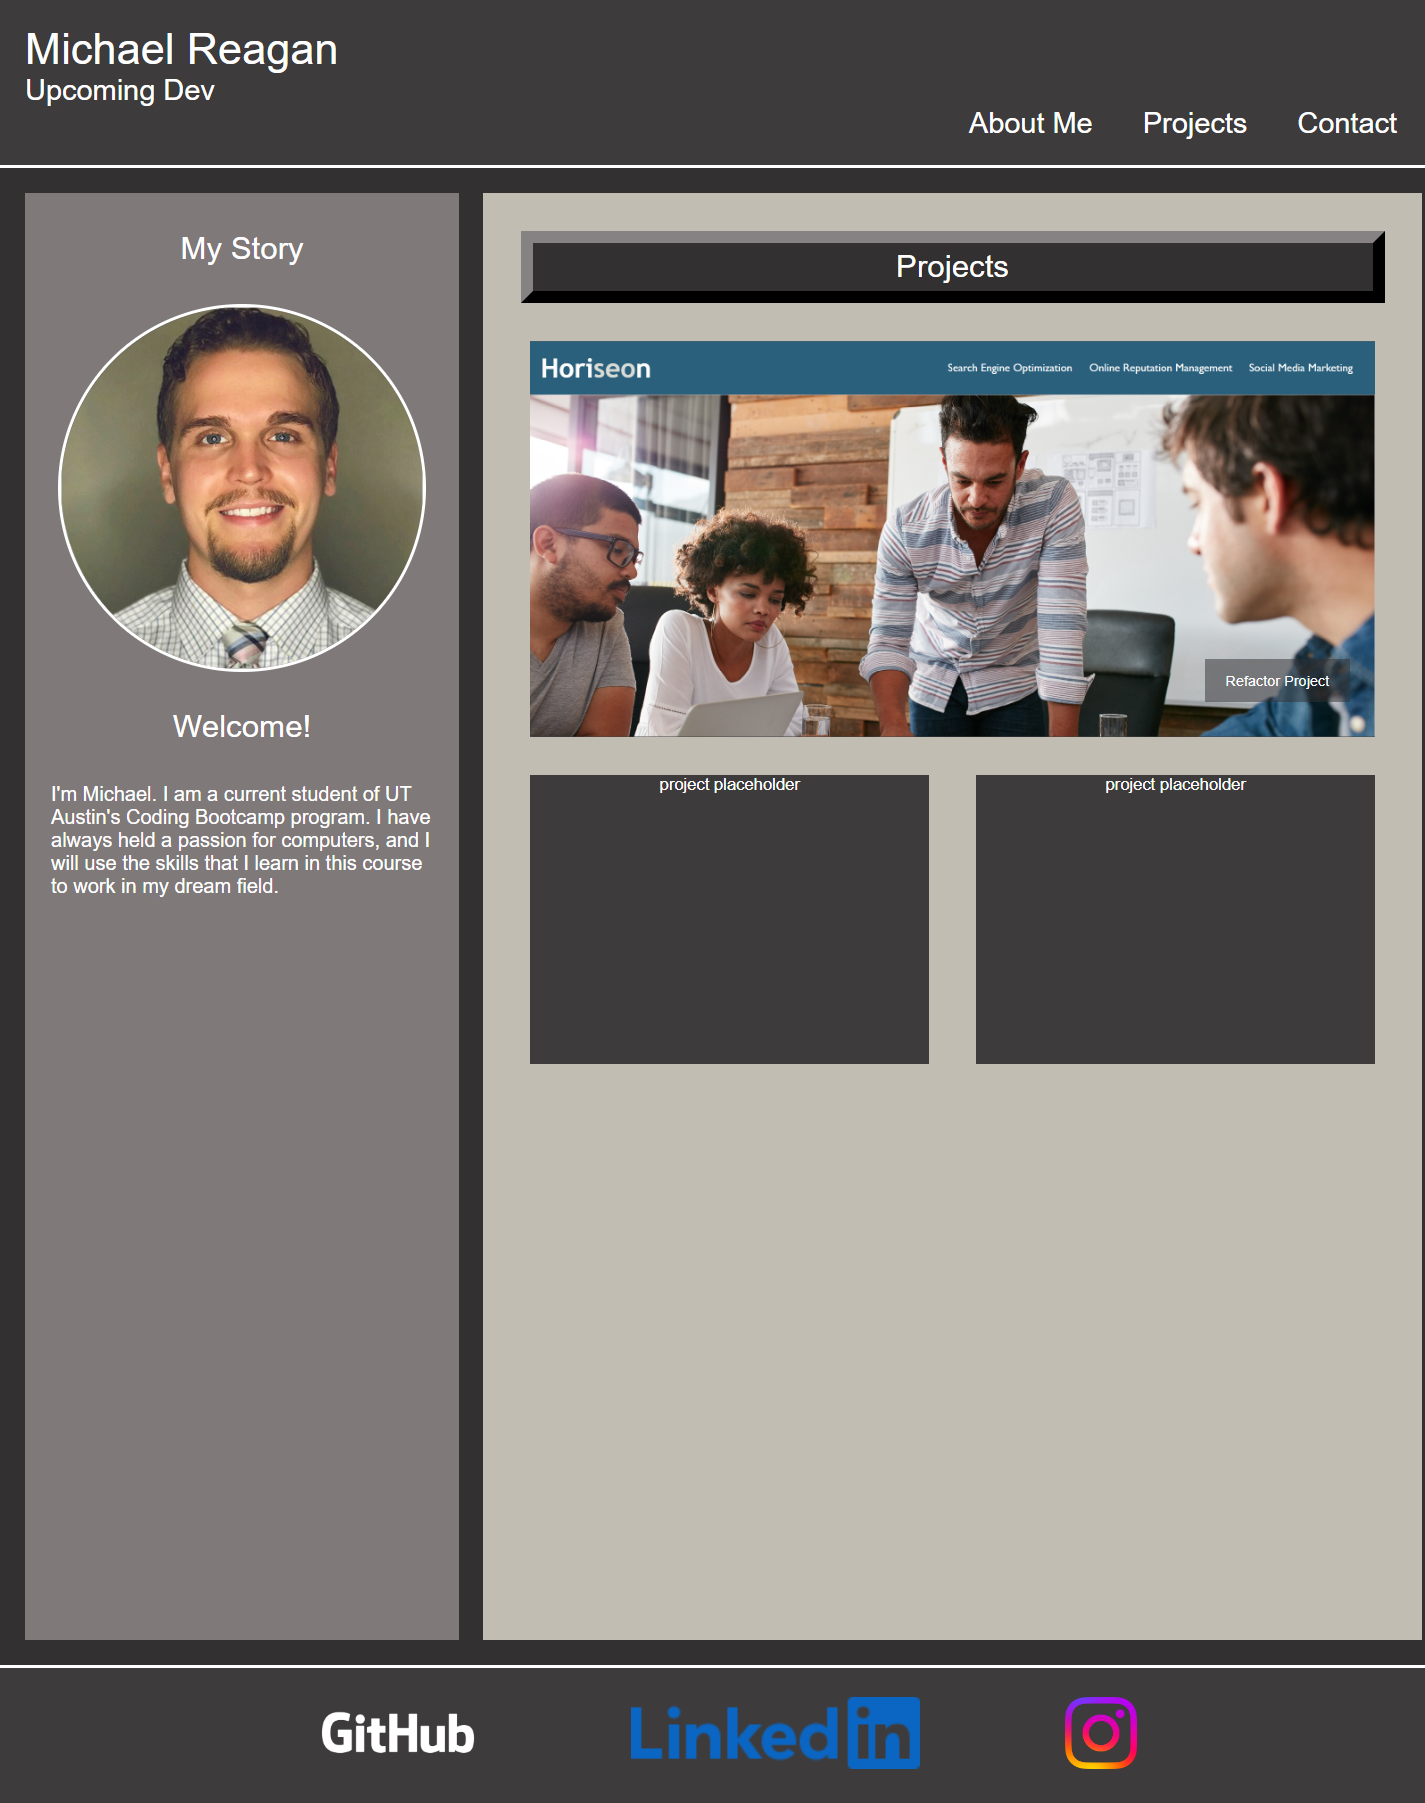 Michael Reagan
Upcoming Dev
About Me Projects Contact
My Story
Welcome!
I'm Michael. I am a current student of UT
Austin's Coding Bootcamp program. I have
always held a passion for computers, and I
will use the skills that I learn in this course
to work in my dream field.
Projects
Horiseon
Search Engine Optimization Online Reputation Management Social Media Marketing
Refactor Project
project placeholder
project placeholder
GitHub
Linked in